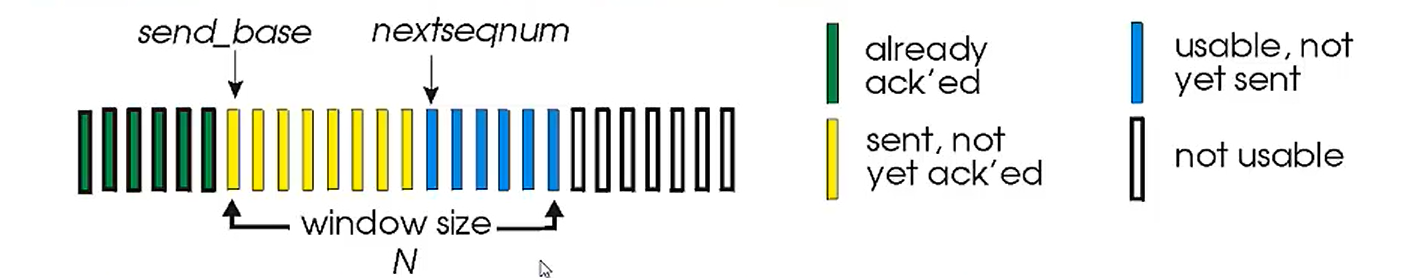 send_base
nextseqnum
window size
N
already
ack'ed
sent, not
yet ack'ed
usable, not
yet sent
not usable